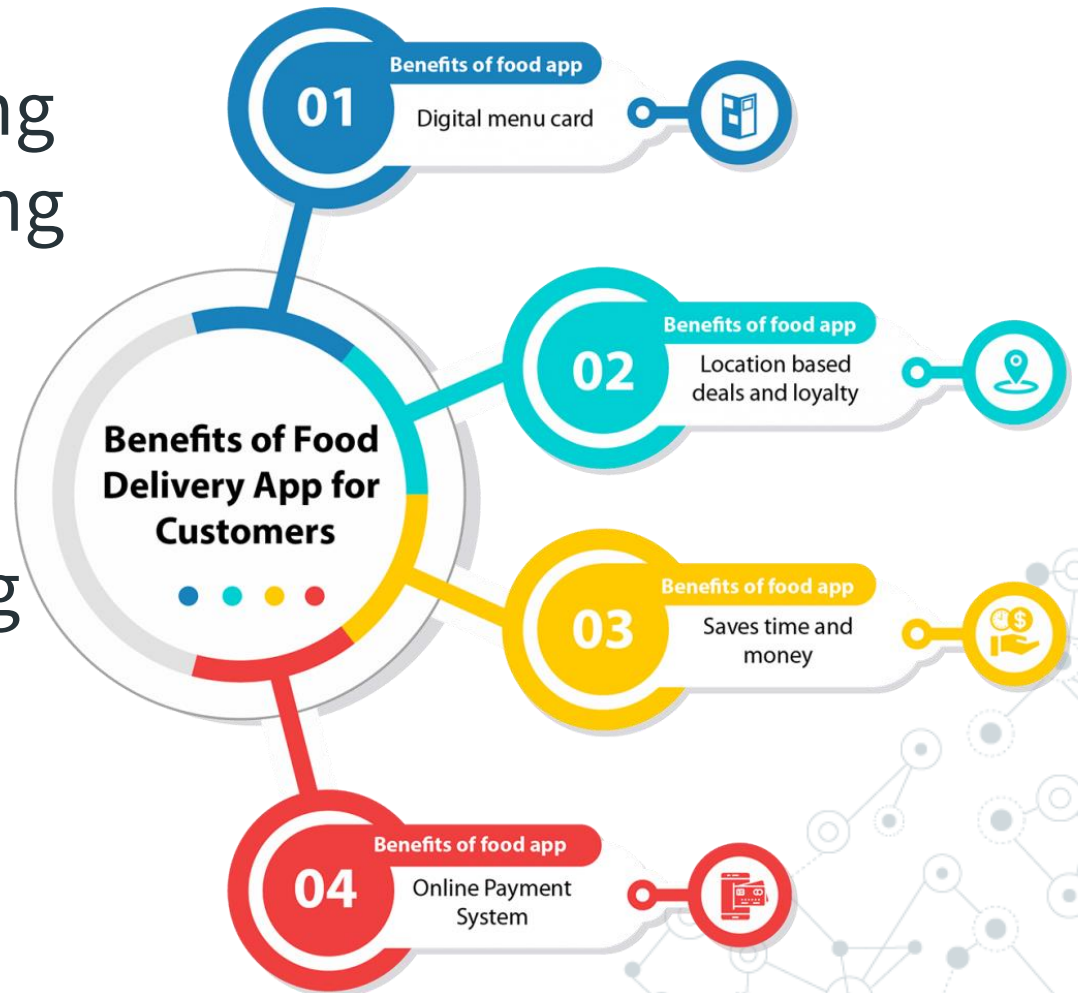 ng
ng
g
Benefits of Food
Delivery App for
Customers
01
Benefits of food app
Digital menu card
02
Benefits of food app
Location based
deals and loyalty
03
Benefits of food app
Saves time and
money
04
Benefits of food app
Online Payment
System